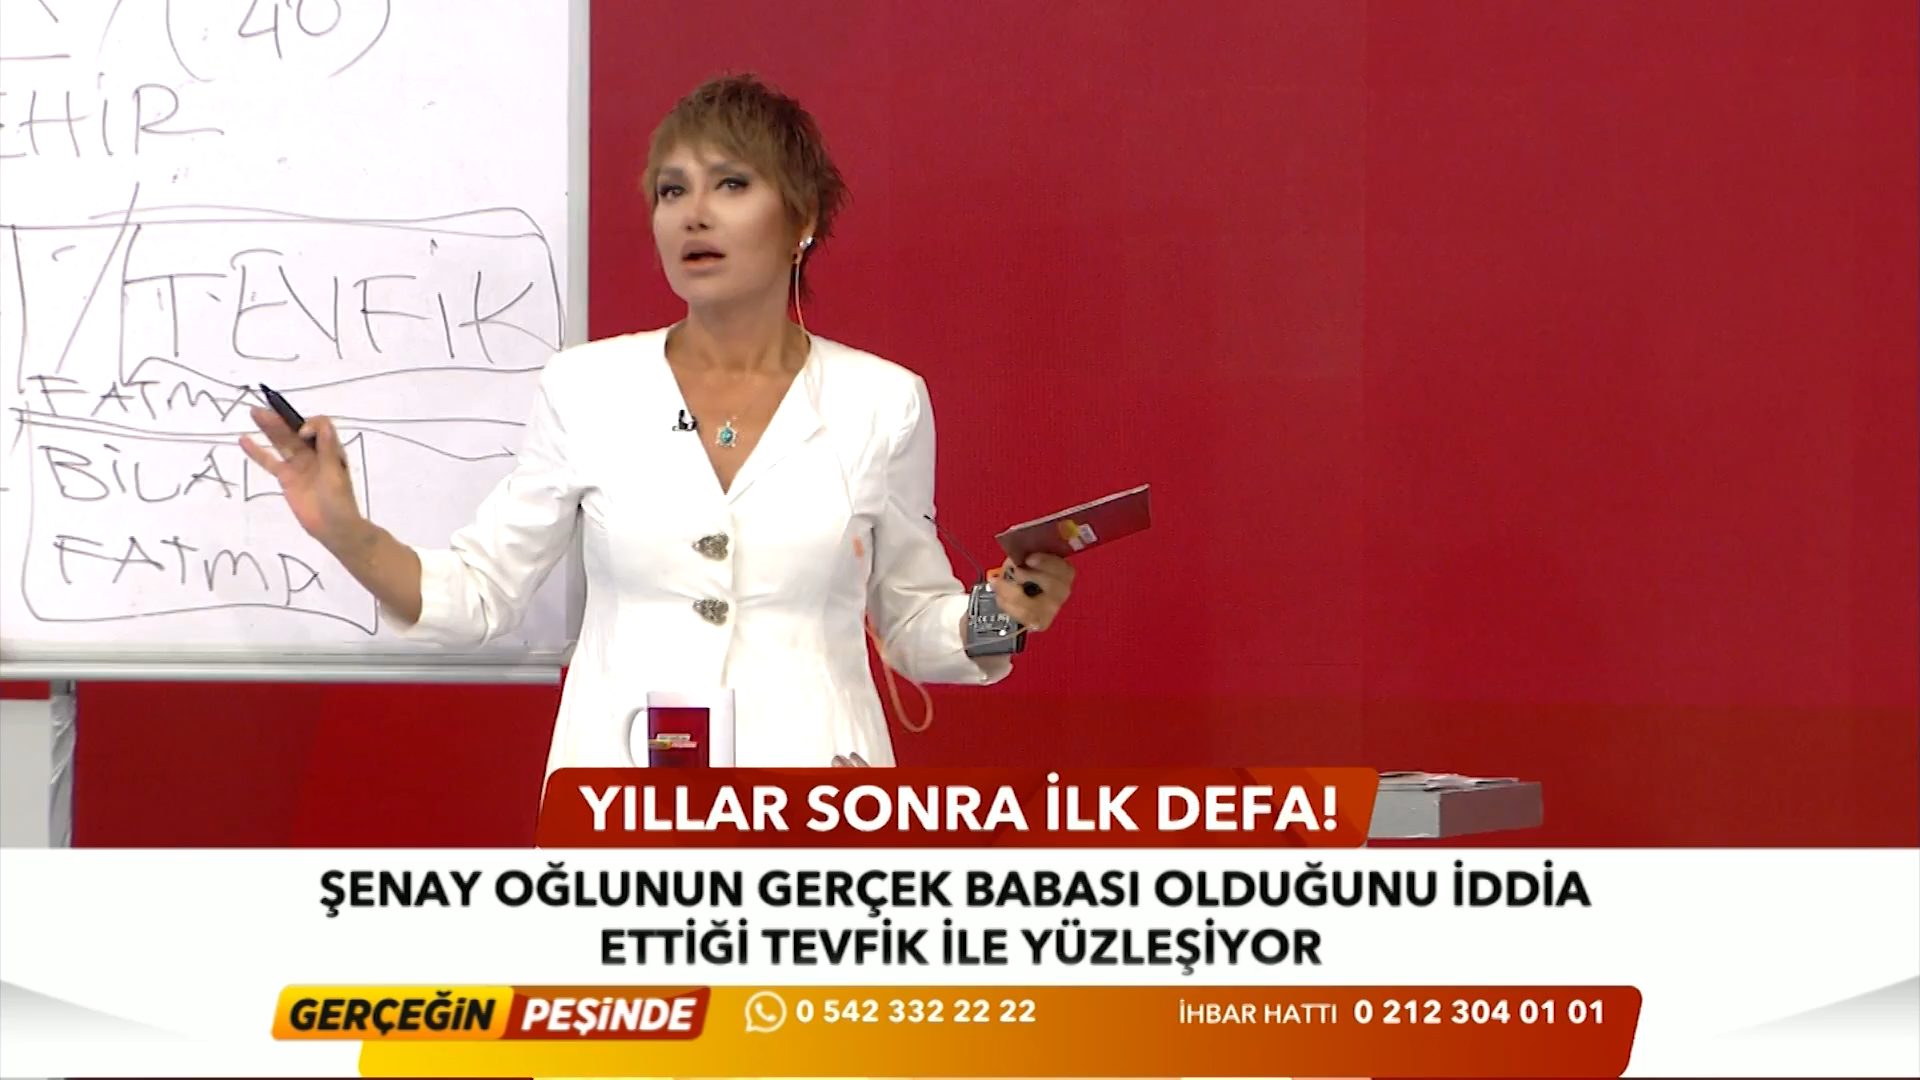 40
EHİR
TEVFİK
FATMA
BİLAL
FATMA
YILLAR SONRA İLK DEFA!
ŞENAY OĞLUNUN GERÇEK BABASI OLDUĞUNU İDDİA
ETTİĞİ TEVFİK İLE YÜZLEŞİYOR
GERÇEĞİN PEŞİNDE 0 542 332 22 22 İHBAR HATTI 0 212 304 01 01